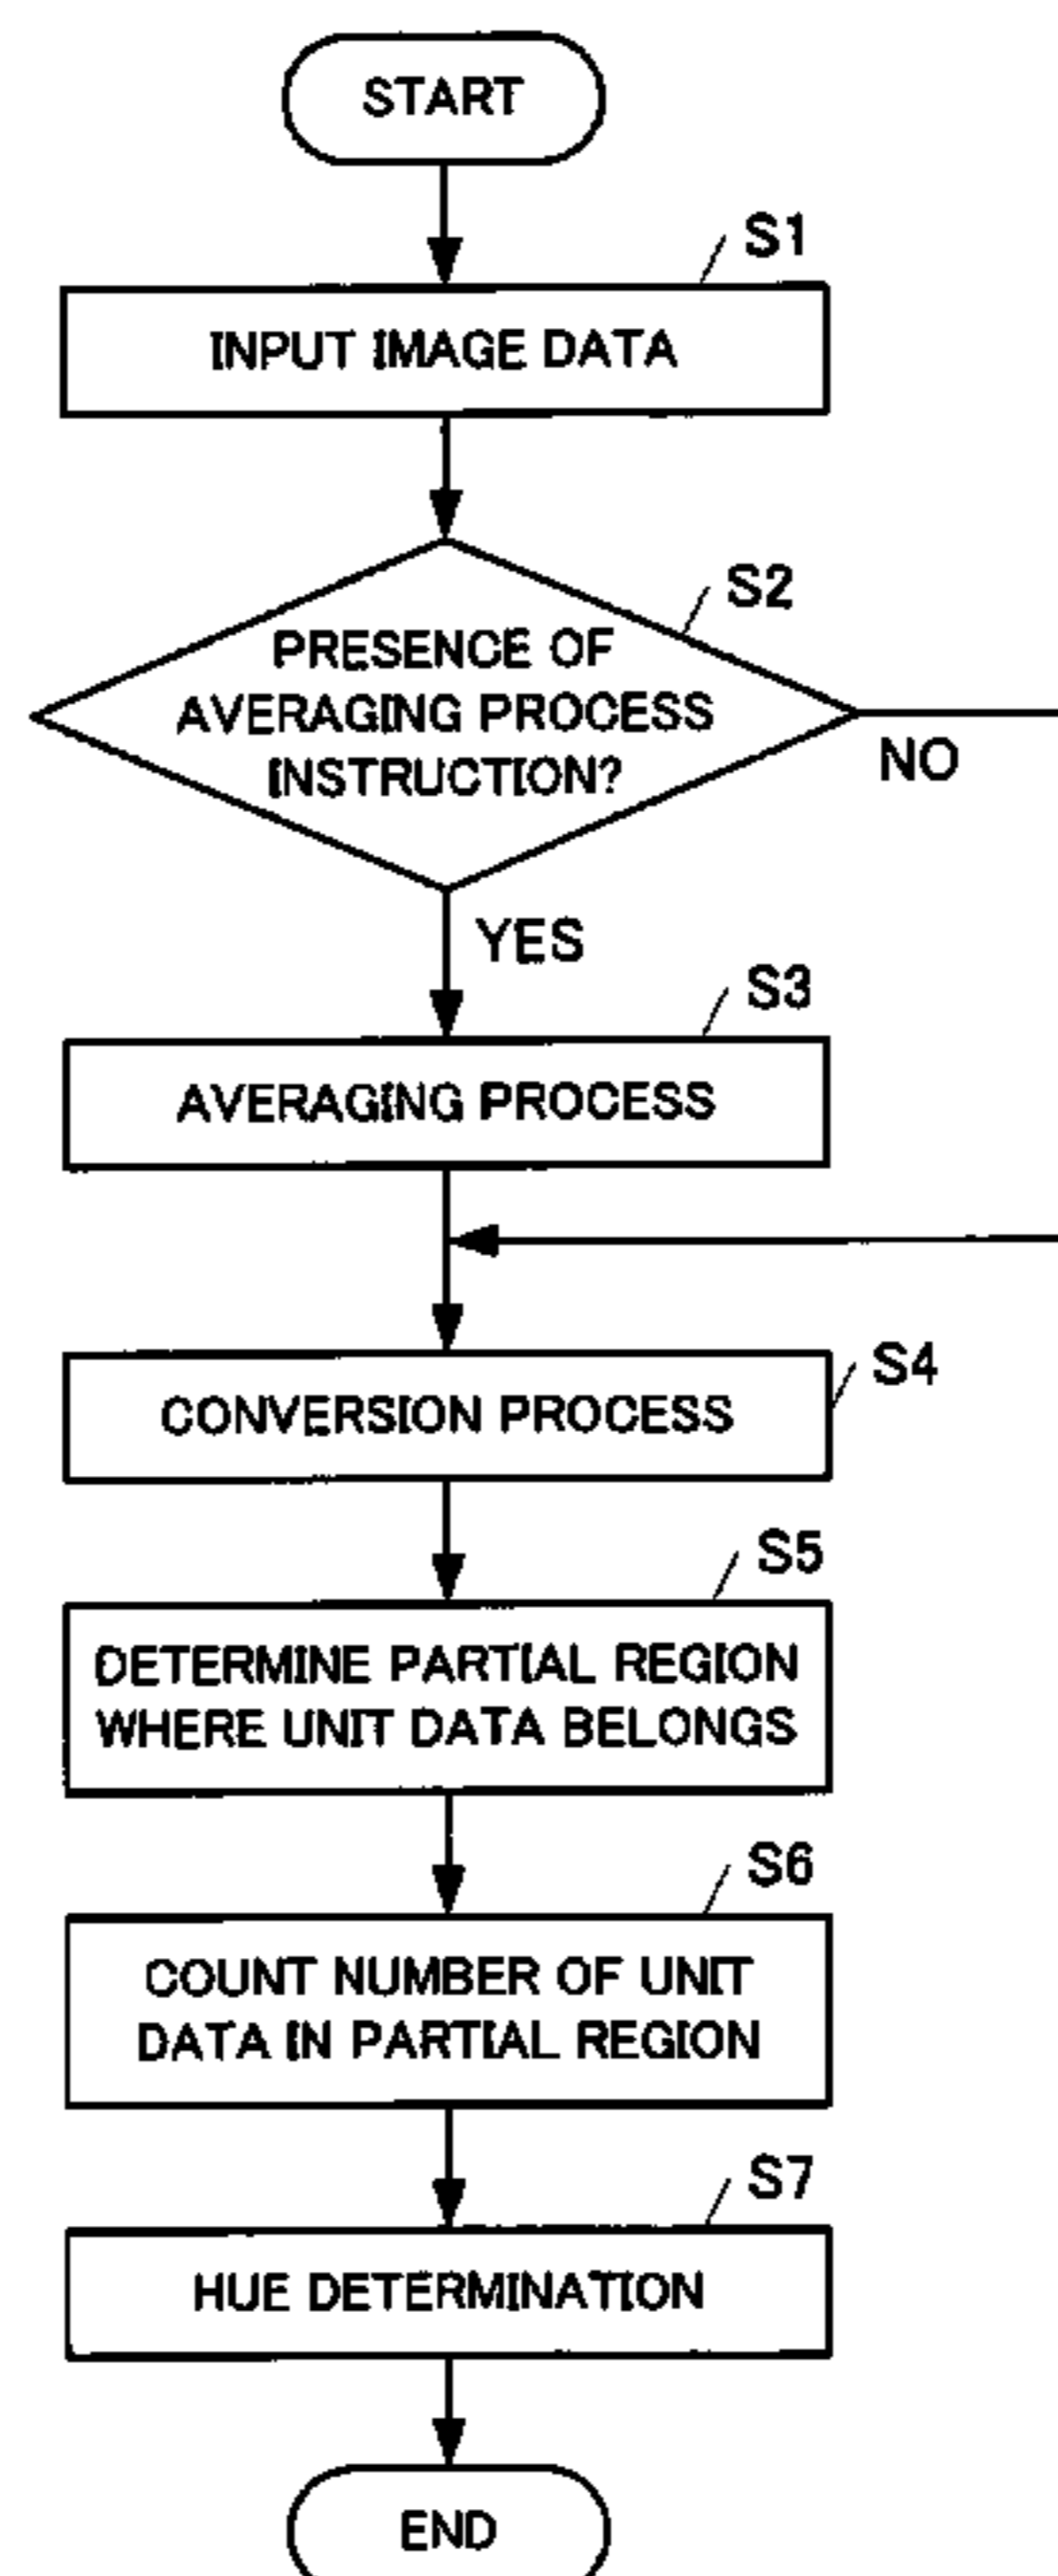 START
S1
INPUT IMAGE DATA
S2
PRESENCE OF
AVERAGING PROCESS
INSTRUCTION?
NO
YES
S3
AVERAGING PROCESS
S4
CONVERSION PROCESS
S5
DETERMINE PARTIAL REGION
WHERE UNIT DATA BELONGS
S6
COUNT NUMBER OF UNIT
DATA IN PARTIAL REGION
S7
HUE DETERMINATION
END